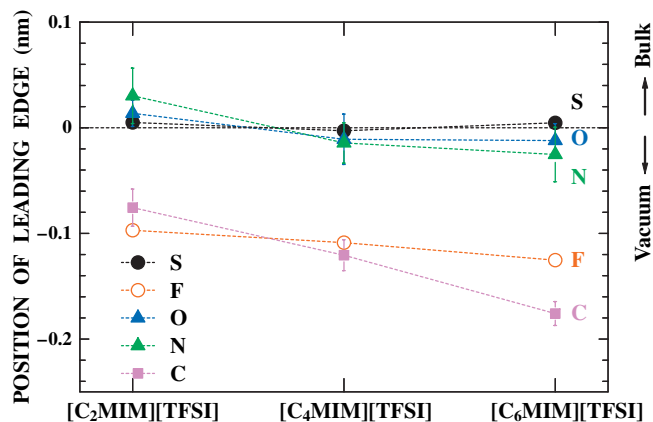 POSITION OF LEADING EDGE (nm)
0.1
0
−0.1
−0.2
S
O
N
F
C
S
F
O
N
C
Vacuum ← → Bulk
[C₂MIM][TFSI] [C₄MIM][TFSI] [C₆MIM][TFSI]